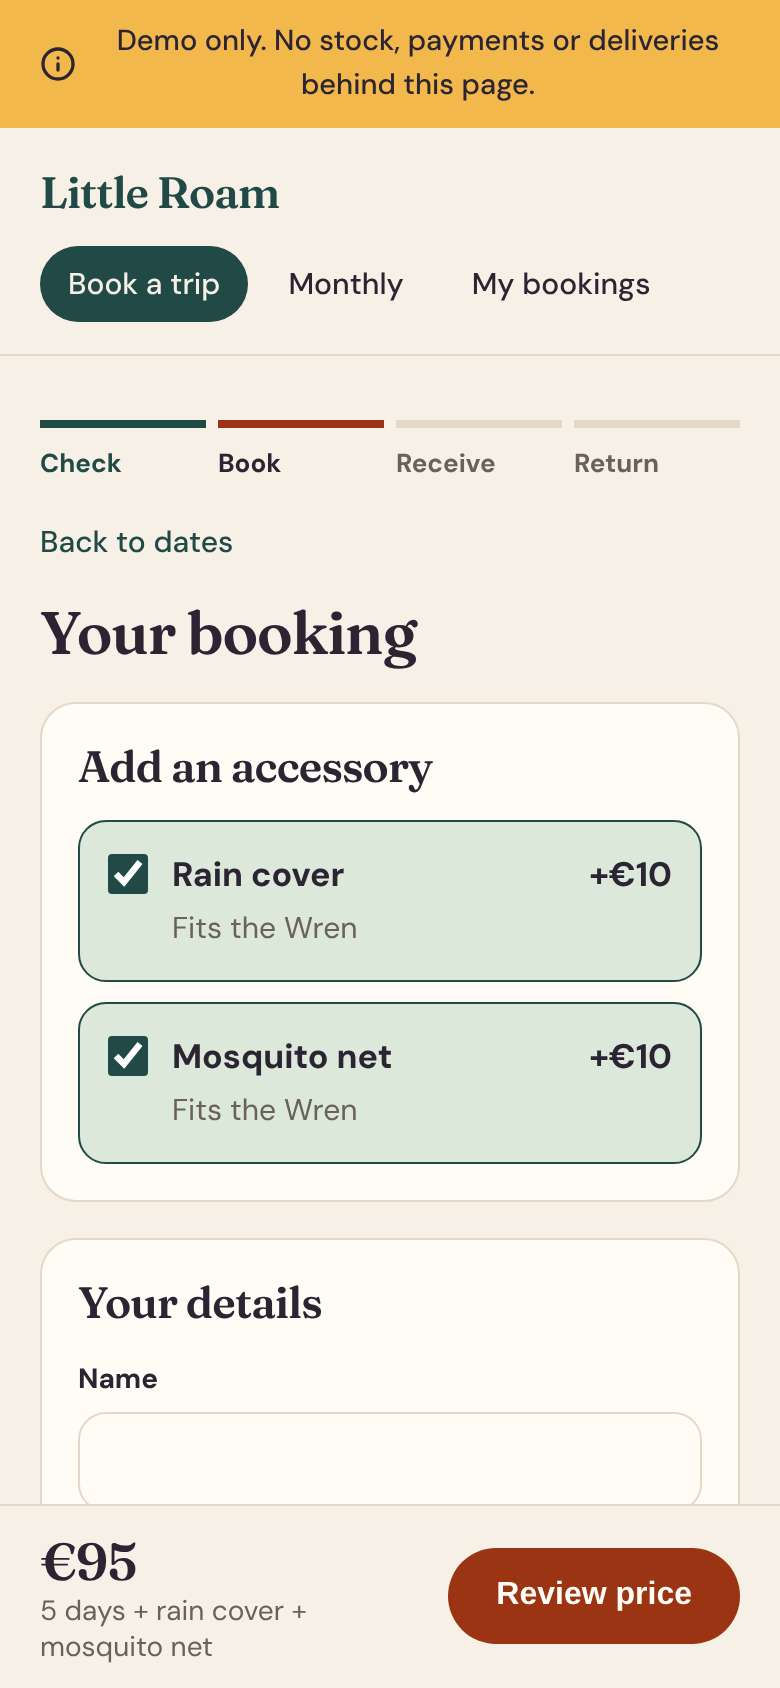 Demo only. No stock, payments or deliveries
behind this page.
Little Roam
Book a trip
Monthly
My bookings
Check
Book
Receive
Return
Back to dates
Your booking
Add an accessory
Rain cover +€10
Fits the Wren
Mosquito net +€10
Fits the Wren
Your details
Name
€95
5 days + rain cover +
mosquito net
Review price